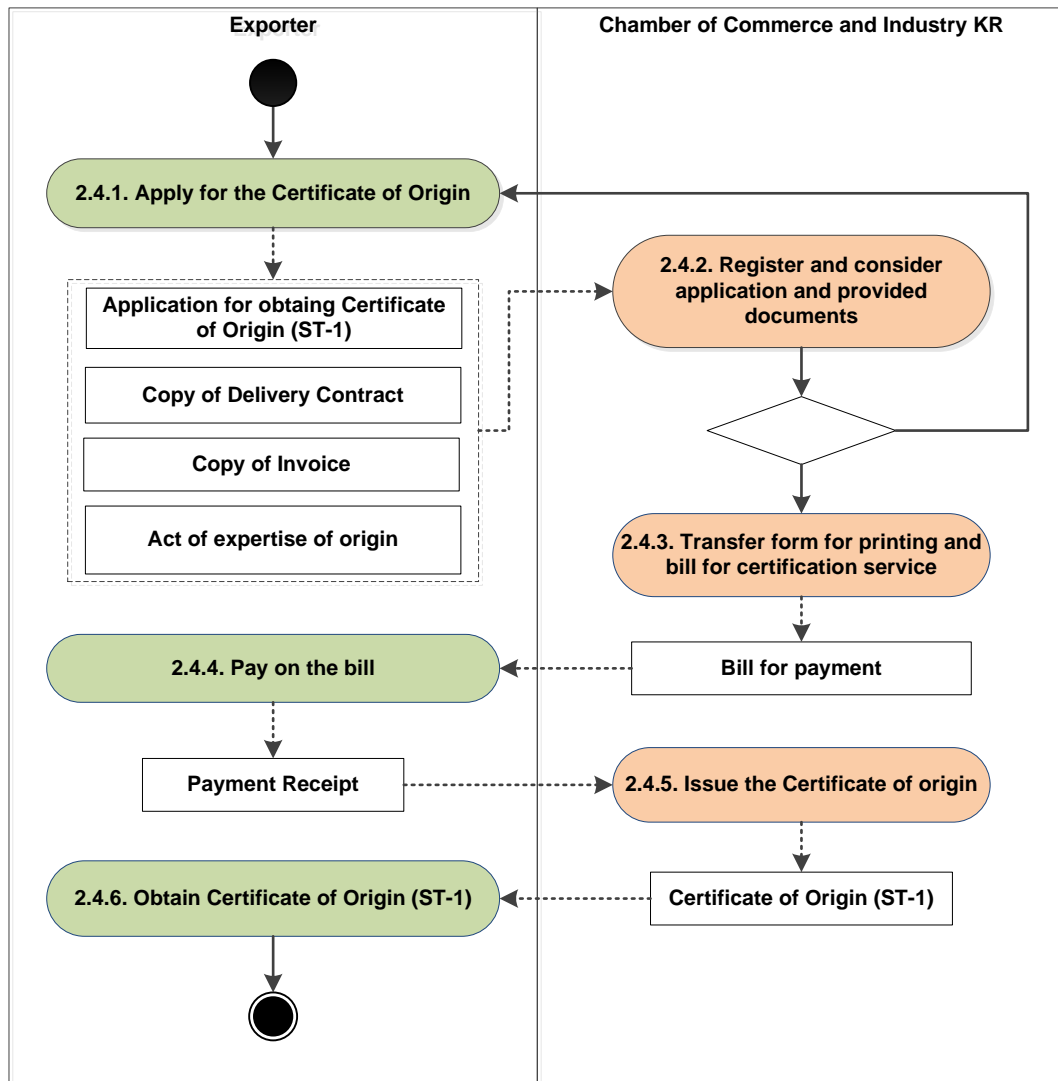 Exporter
Chamber of Commerce and Industry KR
2.4.1. Apply for the Certificate of Origin
Application for obtaing Certificate
of Origin (ST-1)
Copy of Delivery Contract
Copy of Invoice
Act of expertise of origin
2.4.2. Register and consider
application and provided
documents
2.4.3. Transfer form for printing and
bill for certification service
2.4.4. Pay on the bill
Bill for payment
Payment Receipt
2.4.5. Issue the Certificate of origin
2.4.6. Obtain Certificate of Origin (ST-1)
Certificate of Origin (ST-1)